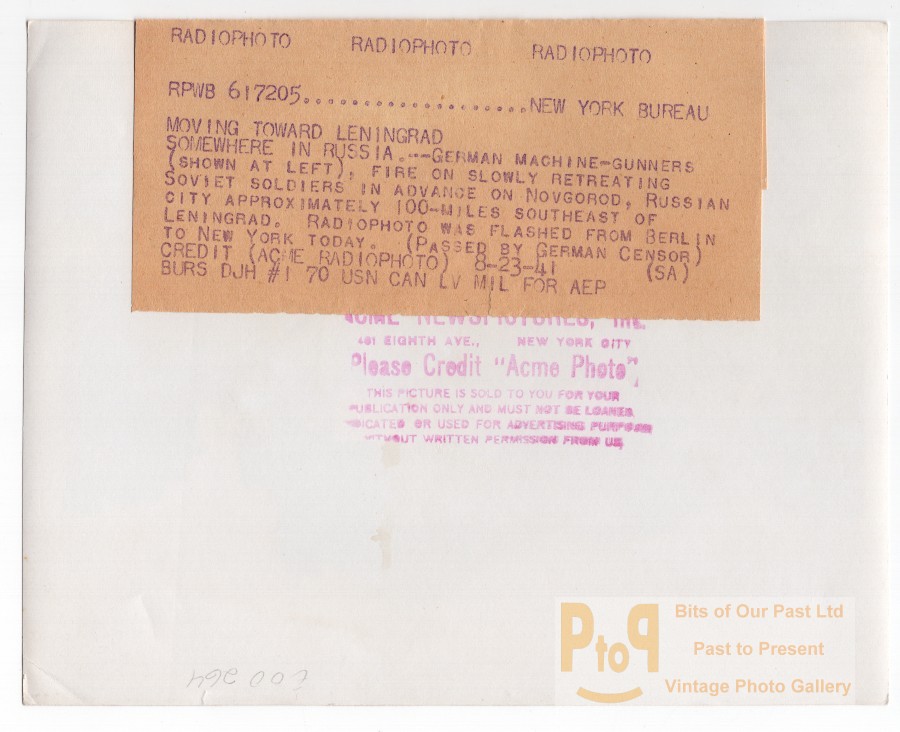 RADIOPHOTO RADIOPHOTO RADIOPHOTO
RPWB 617205....................NEW YORK BUREAU
MOVING TOWARD LENINGRAD
SOMEWHERE IN RUSSIA.--GERMAN MACHINE-GUNNERS
(SHOWN AT LEFT), FIRE ON SLOWLY RETREATING
SOVIET SOLDIERS IN ADVANCE ON NOVGOROD, RUSSIAN
CITY APPROXIMATELY 100-MILES SOUTHEAST OF
LENINGRAD. RADIOPHOTO WAS FLASHED FROM BERLIN
TO NEW YORK TODAY. (PASSED BY GERMAN CENSOR)
CREDIT (ACME RADIOPHOTO) 8-23-41 (SA)
BURS DJH #1 70 USN CAN LV MIL FOR AEP
ACME NEWSPICTURES, INC.
461 EIGHTH AVE., NEW YORK CITY
Please Credit "Acme Photo"
THIS PICTURE IS SOLD TO YOU FOR YOUR
PUBLICATION ONLY AND MUST NOT BE LOANED
OR USED FOR ADVERTISING PURPOSES
WITHOUT WRITTEN PERMISSION FROM US
PtoP
Bits of Our Past Ltd
Past to Present
Vintage Photo Gallery